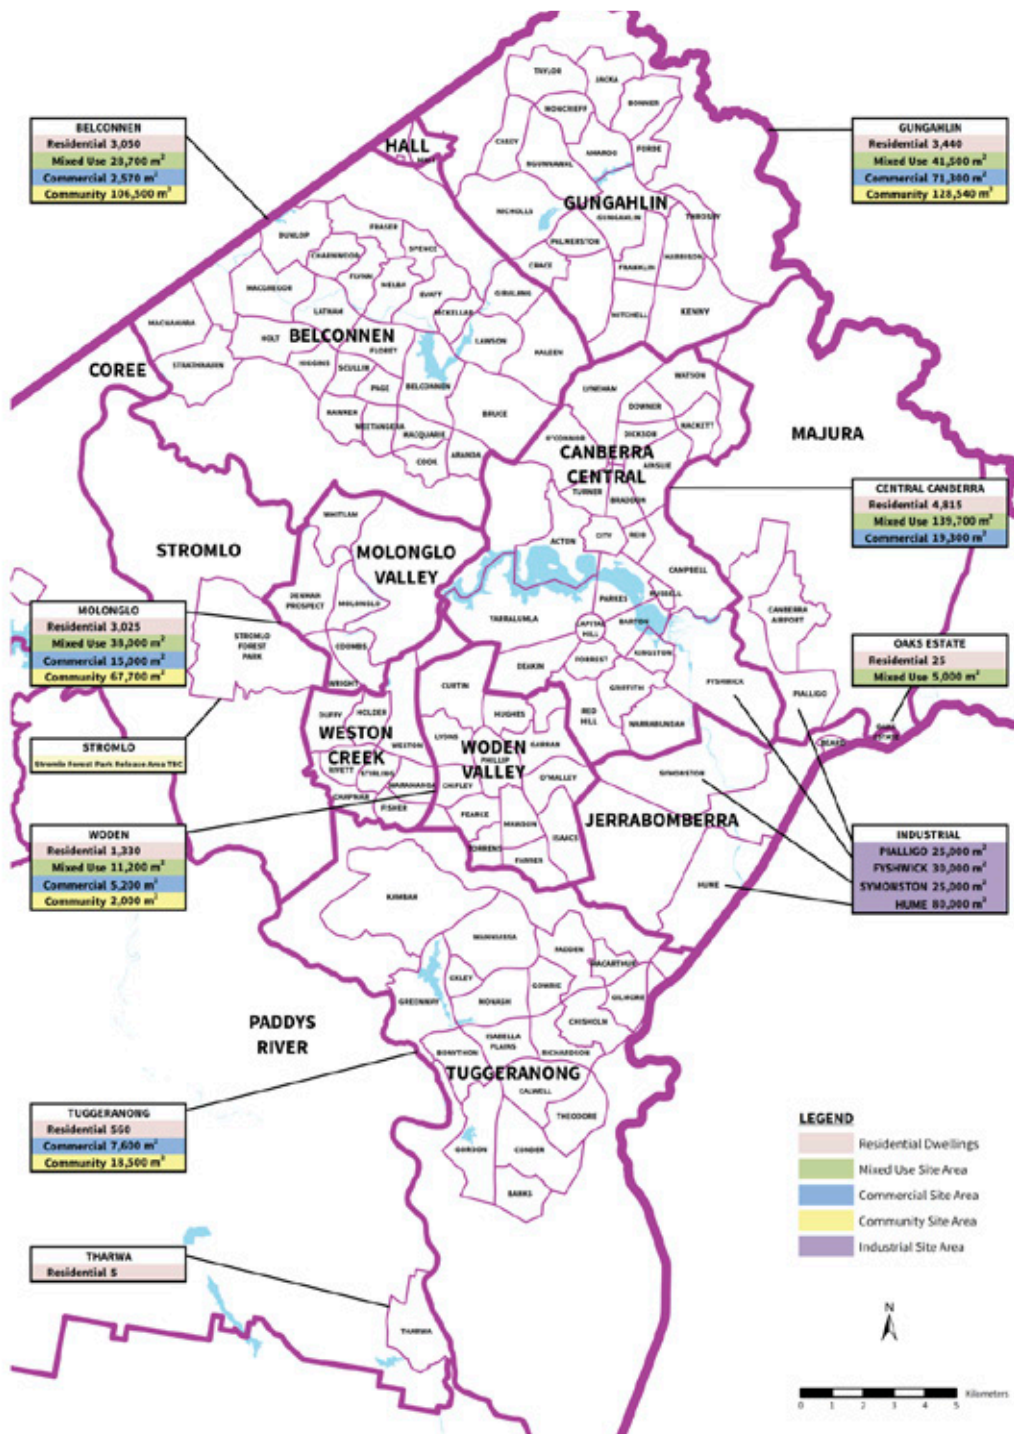 TAYLOR
JACKA
BONNER
MONCRIEFF
CASEY
NGUNNAWAL
AMAROO
FORDE
HALL
HALL
NICHOLLS
GUNGAHLIN
GUNGAHLIN
THROSBY
PALMERSTON
HARRISON
CRACE
FRANKLIN
MITCHELL
KENNY
BELCONNEN
Residential 3,050
Mixed Use 28,700 m²
Commercial 2,570 m²
Community 106,500 m²
GUNGAHLIN
Residential 3,440
Mixed Use 41,500 m²
Commercial 71,300 m²
Community 128,540 m²
DUNLOP
FRASER
CHARNWOOD
SPENCE
FLYNN
MELBA
MACGREGOR
EVATT
GIRALANG
LATHAM
MCKELLAR
MACNAMARA
BELCONNEN
HOLT
FLOREY
LAWSON
KALEEN
STRATHNAIRN
HIGGINS
SCULLIN
PAGE
BELCONNEN
HAWKER
WEETANGERA
MACQUARIE
BRUCE
COOK
ARANDA
COREE
LYNEHAM
WATSON
DOWNER
DICKSON
HACKETT
O'CONNOR
MAJURA
CANBERRA
CENTRAL
AINSLIE
TURNER
BRADDON
ACTON
CITY
REID
CAMPBELL
CENTRAL CANBERRA
Residential 4,815
Mixed Use 139,700 m²
Commercial 19,300 m²
WHITLAM
STROMLO
MOLONGLO
VALLEY
DENMAN
PROSPECT
MOLONGLO
STROMLO
FOREST
PARK
COOMBS
WRIGHT
YARRALUMLA
PARKES
RUSSELL
CAPITAL
HILL
BARTON
DEAKIN
FORREST
KINGSTON
GRIFFITH
RED
HILL
NARRABUNDAH
FYSHWICK
CANBERRA
AIRPORT
PIALLIGO
BEARD
OAKS
ESTATE
MOLONGLO
Residential 3,025
Mixed Use 38,000 m²
Commercial 15,000 m²
Community 67,700 m²
OAKS ESTATE
Residential 25
Mixed Use 5,000 m²
STROMLO
Stromlo Forest Park Release Area TBC
DUFFY
HOLDER
WESTON
CREEK
WESTON
RIVETT
STIRLING
WARAMANGA
CHAPMAN
FISHER
CURTIN
HUGHES
LYONS
GARRAN
WODEN
PHILLIP
VALLEY
O'MALLEY
CHIFLEY
PEARCE
MAWSON
ISAACS
TORRENS
FARRER
SYMONSTON
JERRABOMBERRA
HUME
WODEN
Residential 1,330
Mixed Use 11,200 m²
Commercial 5,200 m²
Community 2,000 m²
INDUSTRIAL
PIALLIGO 25,000 m²
FYSHWICK 30,000 m²
SYMONSTON 25,000 m²
HUME 80,000 m²
KAMBAH
WANNIASSA
FADDEN
MACARTHUR
OXLEY
GOWRIE
GILMORE
GREENWAY
MONASH
CHISHOLM
PADDYS
RIVER
ISABELLA
PLAINS
BONYTHON
RICHARDSON
TUGGERANONG
CALWELL
THEODORE
GORDON
CONDER
BANKS
TUGGERANONG
Residential 560
Commercial 7,600 m²
Community 18,500 m²
THARWA
Residential 5
THARWA
LEGEND
Residential Dwellings
Mixed Use Site Area
Commercial Site Area
Community Site Area
Industrial Site Area
N
Kilometers
0 1 2 3 4 5